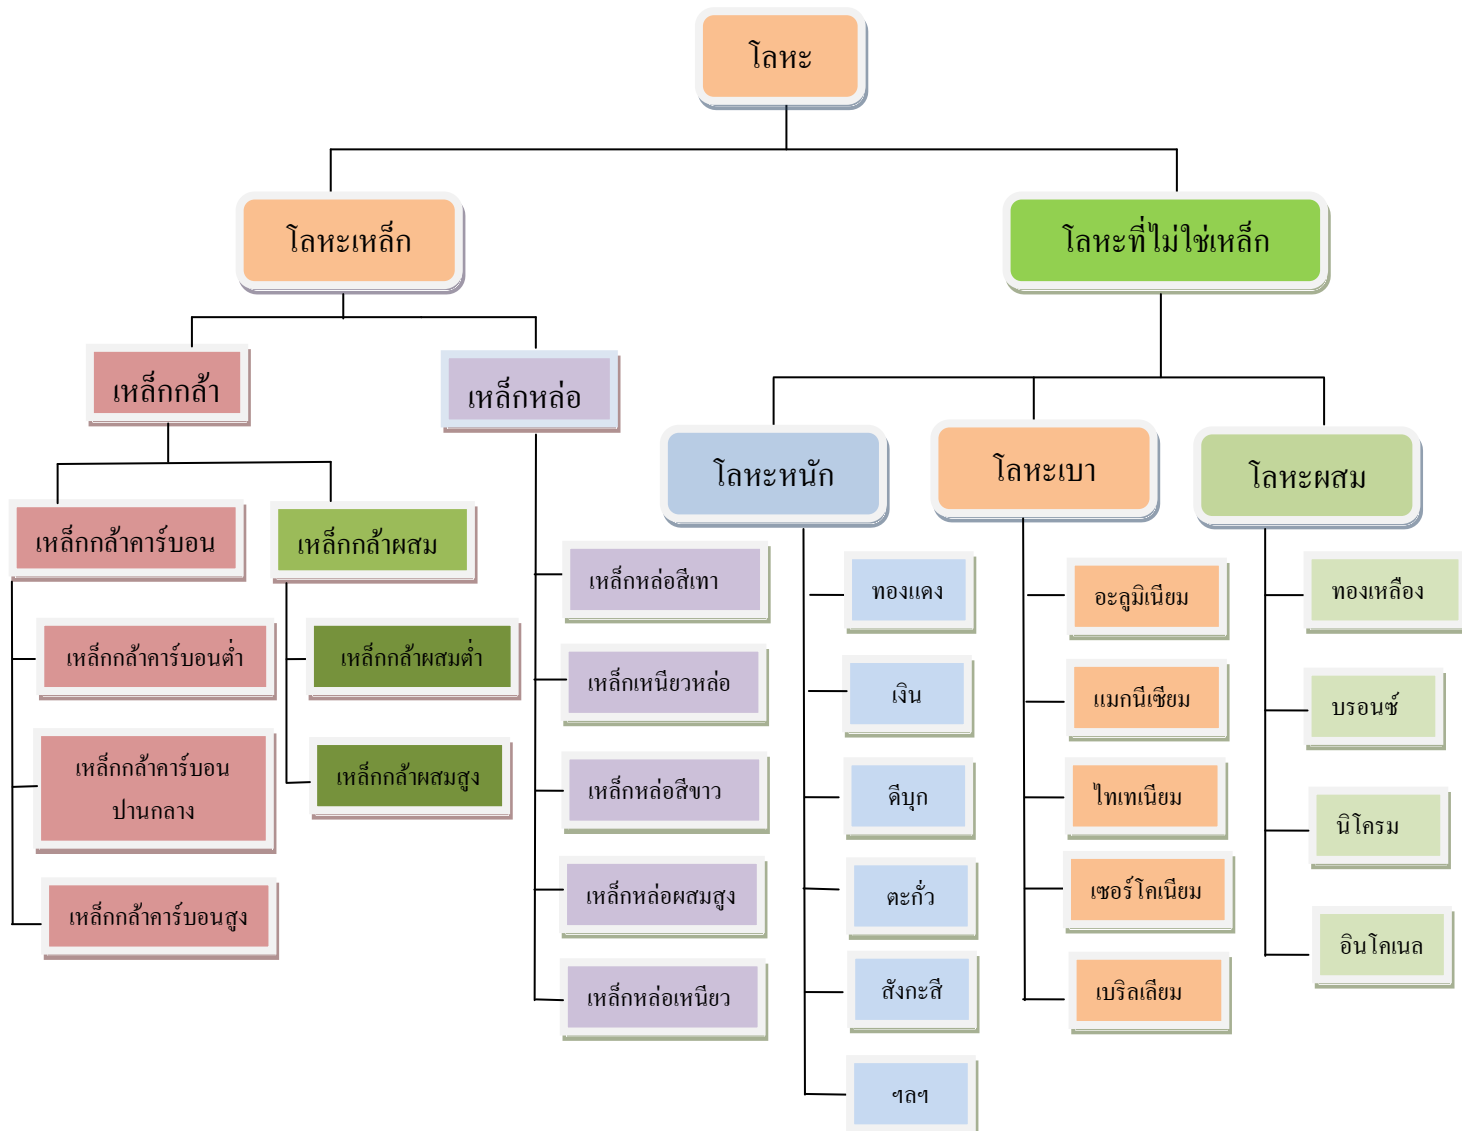 โลหะ
โลหะเหล็ก
โลหะที่ไม่ใช่เหล็ก
เหล็กกล้า
เหล็กหล่อ
โลหะหนัก
โลหะเบา
โลหะผสม
เหล็กกล้าคาร์บอน
เหล็กกล้าผสม
เหล็กกล้าคาร์บอนต่ำ
เหล็กกล้าคาร์บอน
ปานกลาง
เหล็กกล้าคาร์บอนสูง
เหล็กกล้าผสมต่ำ
เหล็กกล้าผสมสูง
เหล็กหล่อสีเทา
เหล็กเหนียวหล่อ
เหล็กหล่อสีขาว
เหล็กหล่อผสมสูง
เหล็กหล่อเหนียว
ทองแดง
เงิน
ดีบุก
ตะกั่ว
สังกะสี
ฯลฯ
อะลูมิเนียม
แมกนีเซียม
ไทเทเนียม
เซอร์โคเนียม
เบริลเลียม
ทองเหลือง
บรอนซ์
นิโครม
อินโคเนล